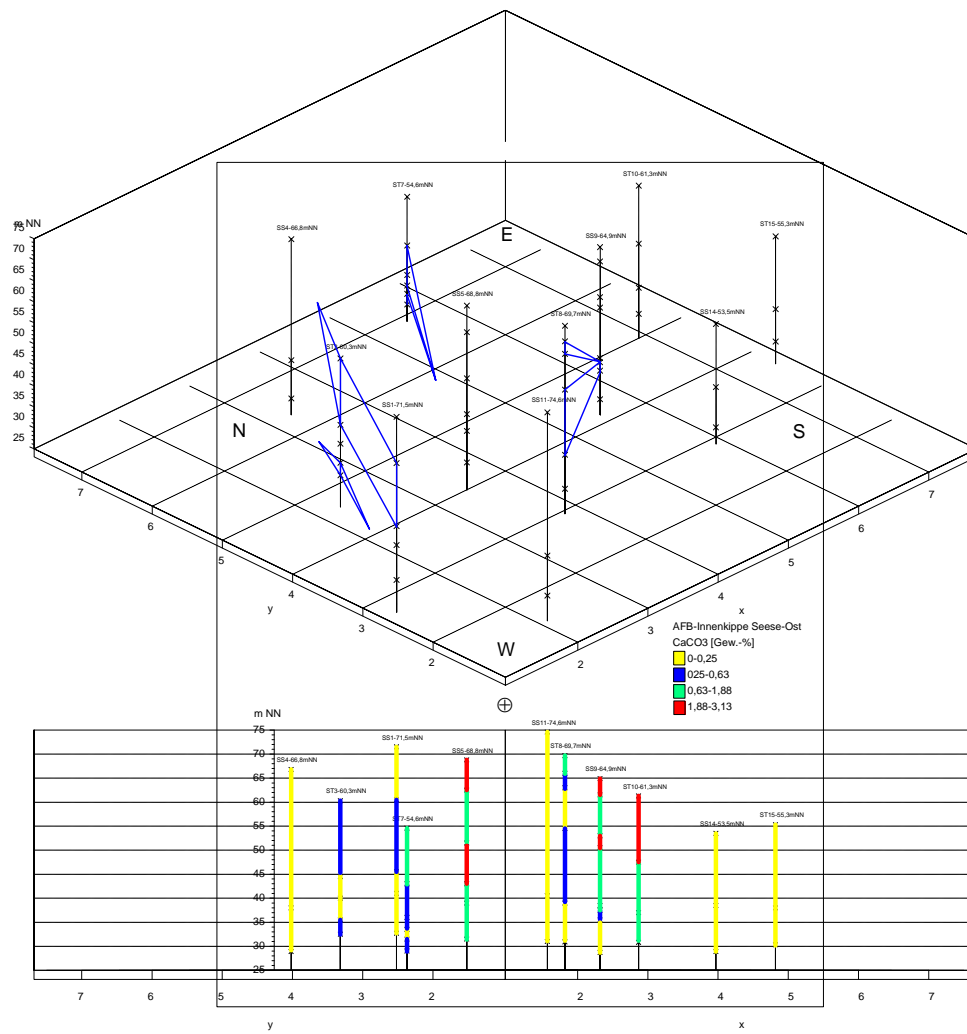 ST10-61,3mNN
ST7-54,6mNN
m NN
75
70
65
60
55
50
45
40
35
30
25
SS4-66,8mNN
E
SS9-64,9mNN
ST15-55,3mNN
SS5-68,8mNN
ST8-69,7mNN
SS14-53,5mNN
ST3-60,3mNN
SS1-71,5mNN
SS11-74,6mNN
N
S
7
6
5
4
3
2
y
W
2
3
4
5
6
7
x
AFB-Innenkippe Seese-Ost
CaCO3 [Gew.-%]
0-0,25
025-0,63
0,63-1,88
1,88-3,13
m NN
75
70
65
60
55
50
45
40
35
30
25
SS11-74,6mNN
SS1-71,5mNN
ST8-69,7mNN
SS5-68,8mNN
SS4-66,8mNN
SS9-64,9mNN
ST3-60,3mNN
ST10-61,3mNN
ST7-54,6mNN
SS14-53,5mNN
ST15-55,3mNN
7 6 5 4 3 2 2 3 4 5 6 7
y x